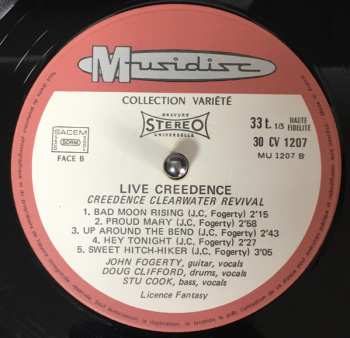 Musidisc
COLLECTION VARIÉTÉ
GRAVURE
STEREO
UNIVERSELLE
33 t. 1/3 HAUTE FIDELITE
30 CV 1207
MU 1207 B
SACEM
SDRM
FACE B
LIVE CREEDENCE
CREEDENCE CLEARWATER REVIVAL
1. BAD MOON RISING (J.C. Fogerty) 2'15
2. PROUD MARY (J.C. Fogerty) 2'58
3. UP AROUND THE BEND (J.C. Fogerty) 2'43
4. HEY TONIGHT (J.C. Fogerty) 2'27
5. SWEET HITCH-HIKER (J.C. Fogerty) 3'05
JOHN FOGERTY, guitar, vocals
DOUG CLIFFORD, drums, vocals
STU COOK, bass, vocals
Licence Fantasy